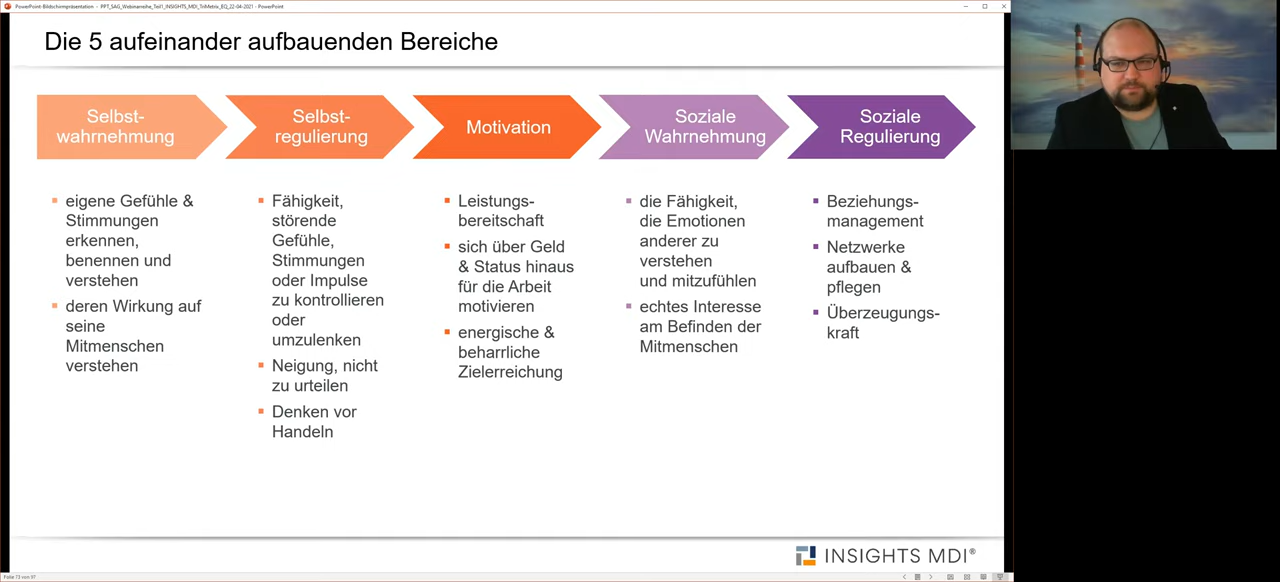 PowerPoint-Bildschirmpräsentation - PPT_SAG_Webinarreihe_Teil1_INSIGHTS_MDI_TriMetrix_EQ_22-04-2021 - PowerPoint
Die 5 aufeinander aufbauenden Bereiche
Selbst-
wahrnehmung
Selbst-
regulierung
Motivation
Soziale
Wahrnehmung
Soziale
Regulierung
▪ eigene Gefühle &
Stimmungen
erkennen,
benennen und
verstehen
▪ deren Wirkung auf
seine
Mitmenschen
verstehen
▪ Fähigkeit,
störende
Gefühle,
Stimmungen
oder Impulse
zu kontrollieren
oder
umzulenken
▪ Neigung, nicht
zu urteilen
▪ Denken vor
Handeln
▪ Leistungs-
bereitschaft
▪ sich über Geld
& Status hinaus
für die Arbeit
motivieren
▪ energische &
beharrliche
Zielerreichung
▪ die Fähigkeit,
die Emotionen
anderer zu
verstehen
und mitzufühlen
▪ echtes Interesse
am Befinden der
Mitmenschen
▪ Beziehungs-
management
▪ Netzwerke
aufbauen &
pflegen
▪ Überzeugungs-
kraft
INSIGHTS MDI®
Folie 73 von 97